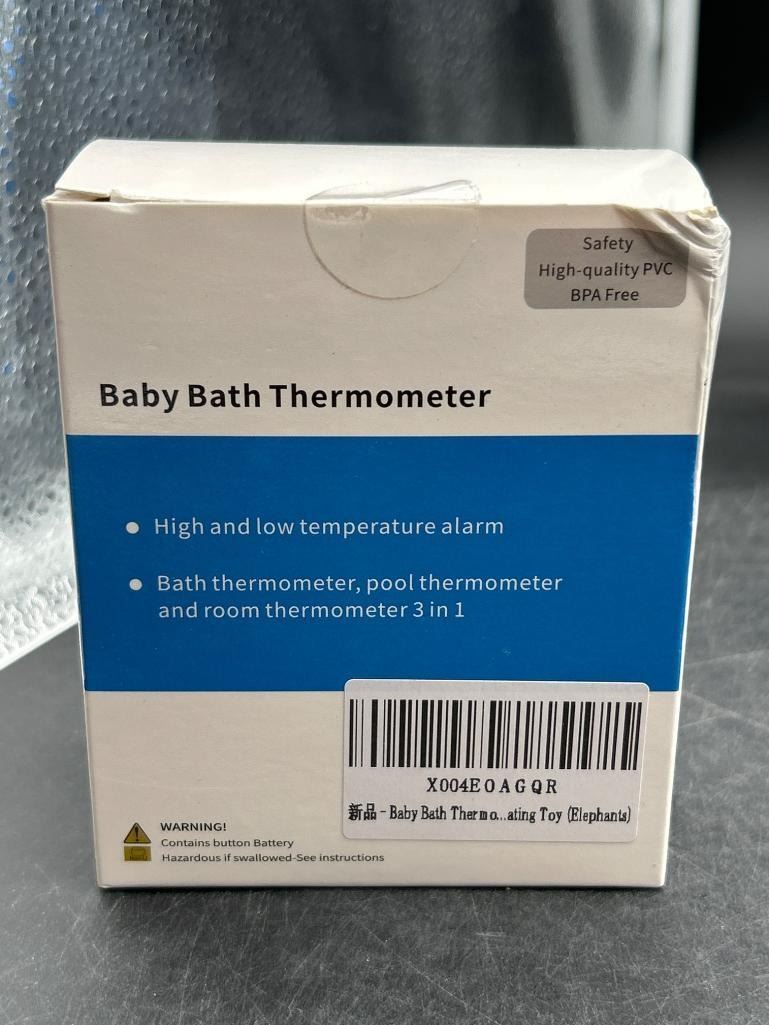 Safety
High-quality PVC
BPA Free
Baby Bath Thermometer
High and low temperature alarm
Bath thermometer, pool thermometer
and room thermometer 3 in 1
X004EOAGQR
新品 - Baby Bath Thermo...ating Toy (Elephants)
WARNING!
Contains button Battery
Hazardous if swallowed-See instructions